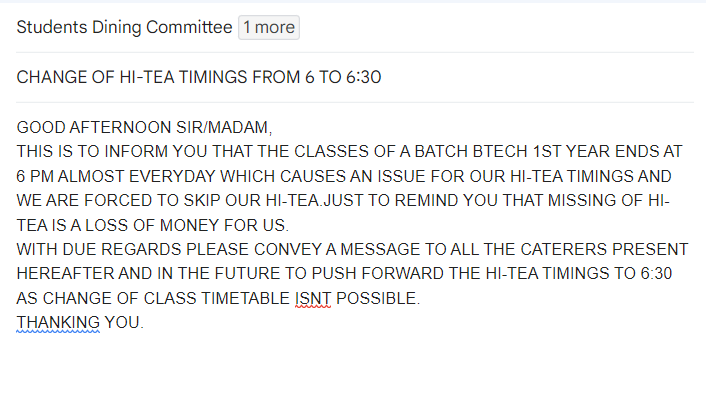 Students Dining Committee 1 more
CHANGE OF HI-TEA TIMINGS FROM 6 TO 6:30
GOOD AFTERNOON SIR/MADAM,
THIS IS TO INFORM YOU THAT THE CLASSES OF A BATCH BTECH 1ST YEAR ENDS AT
6 PM ALMOST EVERYDAY WHICH CAUSES AN ISSUE FOR OUR HI-TEA TIMINGS AND
WE ARE FORCED TO SKIP OUR HI-TEA.JUST TO REMIND YOU THAT MISSING OF HI-
TEA IS A LOSS OF MONEY FOR US.
WITH DUE REGARDS PLEASE CONVEY A MESSAGE TO ALL THE CATERERS PRESENT
HEREAFTER AND IN THE FUTURE TO PUSH FORWARD THE HI-TEA TIMINGS TO 6:30
AS CHANGE OF CLASS TIMETABLE ISNT POSSIBLE.
THANKING YOU.